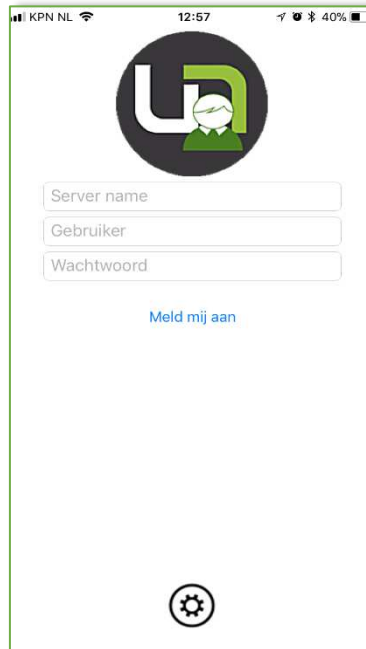 KPN NL 12:57 40%
Server name
Gebruiker
Wachtwoord
Meld mij aan